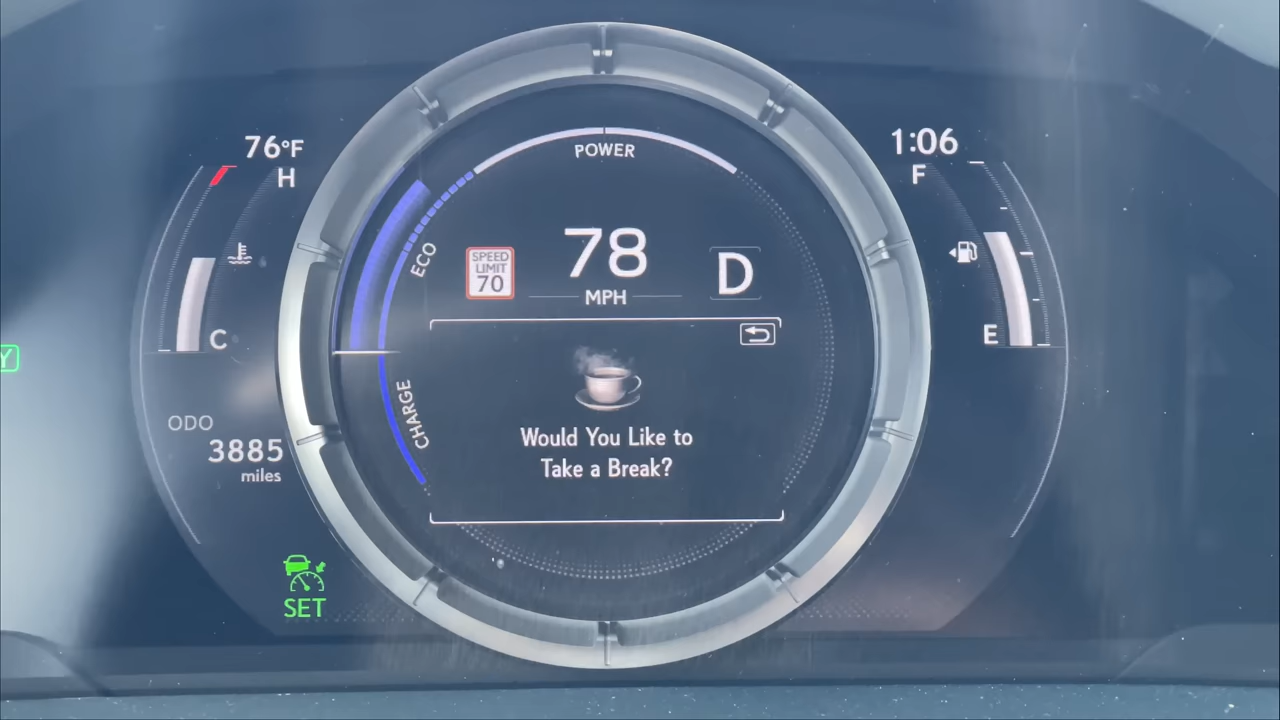 76°F
H
C
ODO
3885
miles
SET
POWER
ECO
CHARGE
SPEED
LIMIT
70
78
MPH
D
Would You Like to
Take a Break?
1:06
F
E